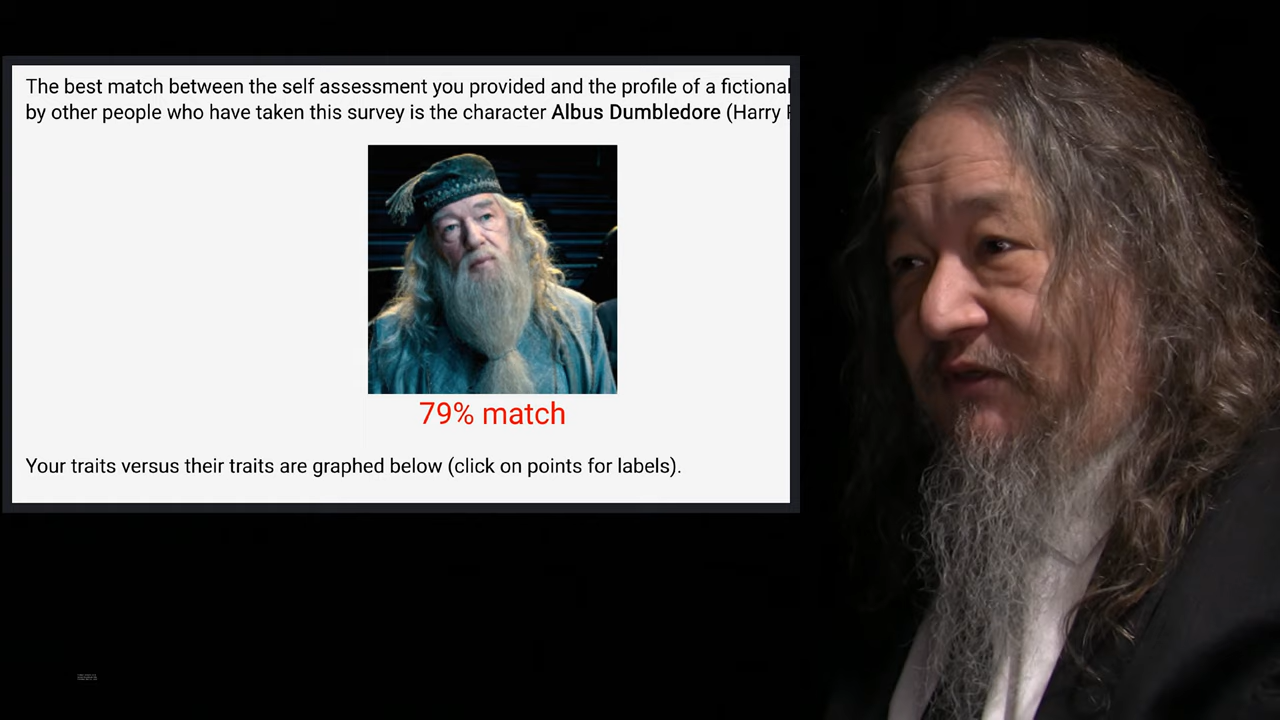 The best match between the self assessment you provided and the profile of a fictional
by other people who have taken this survey is the character Albus Dumbledore (Harry
79% match
Your traits versus their traits are graphed below (click on points for labels).